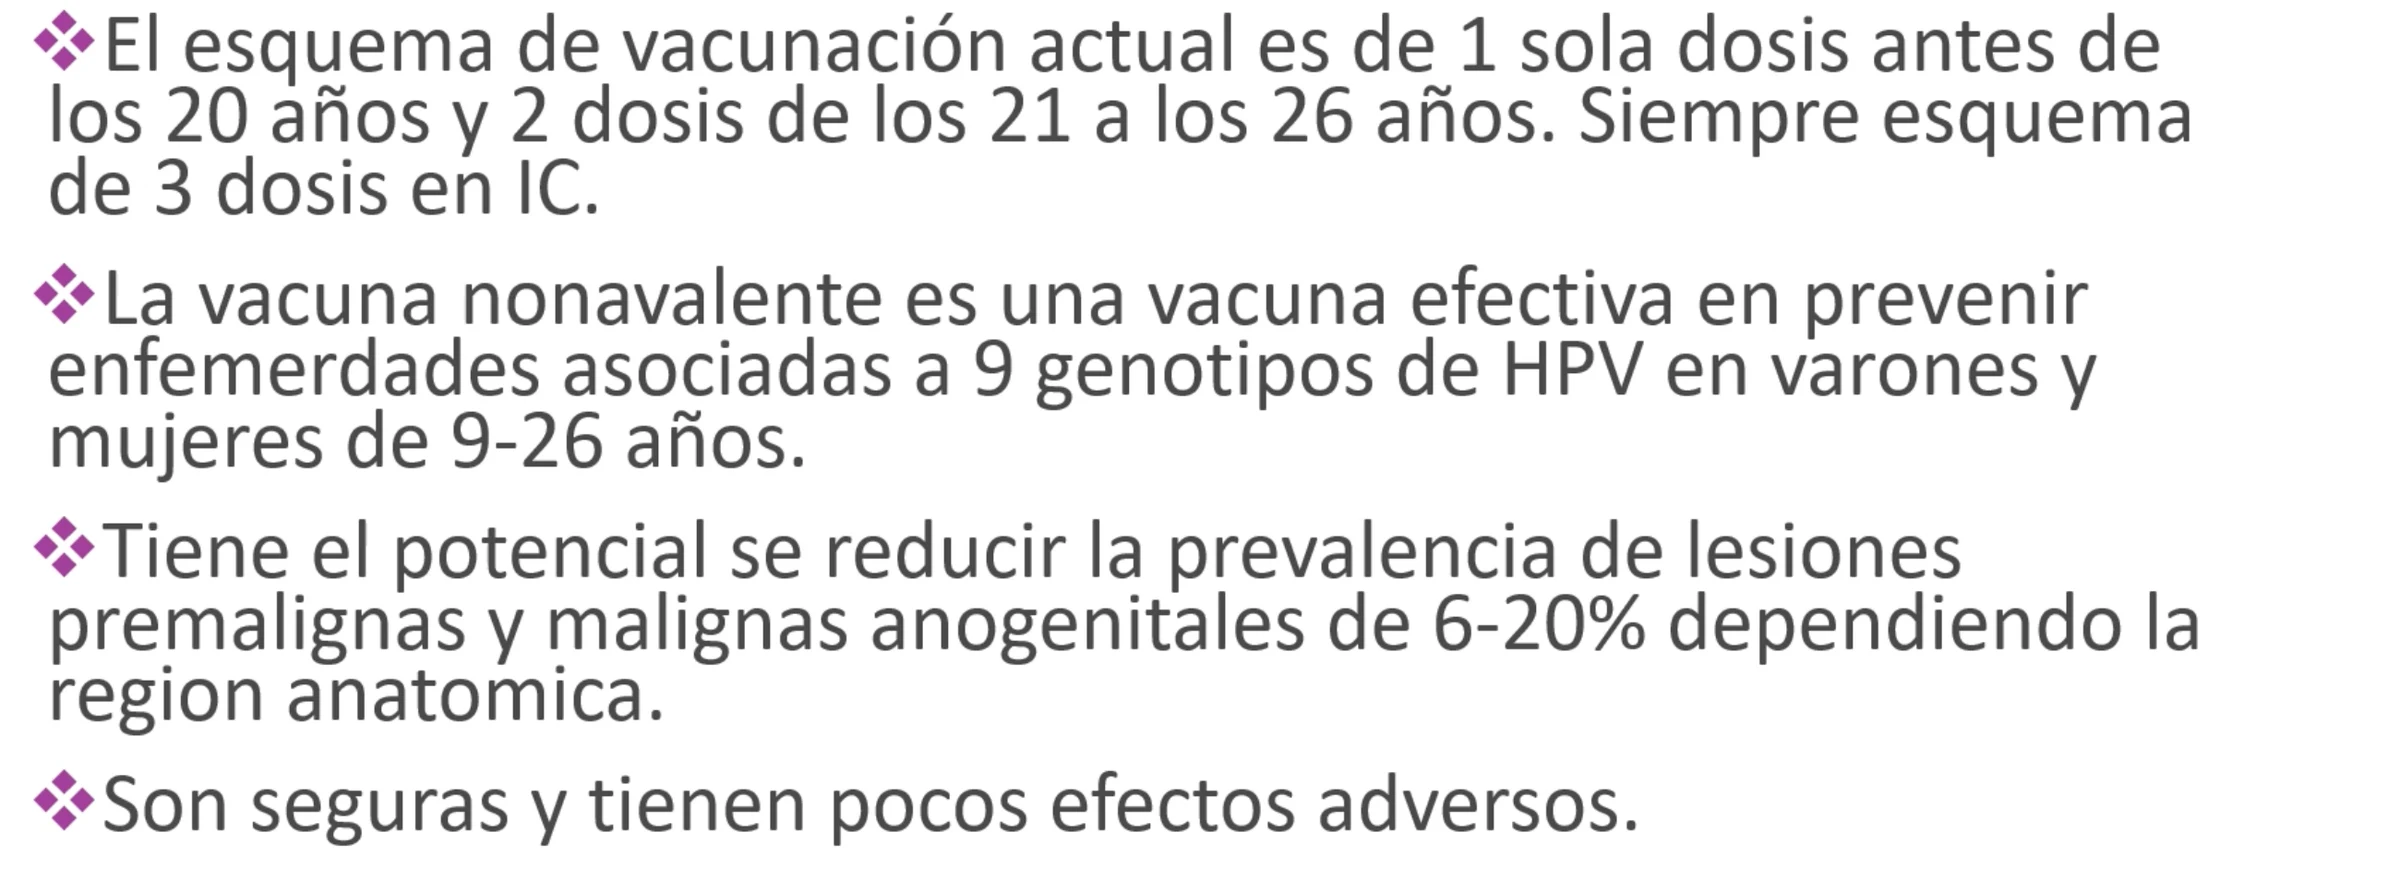 ❖El esquema de vacunación actual es de 1 sola dosis antes de
los 20 años y 2 dosis de los 21 a los 26 años. Siempre esquema
de 3 dosis en IC.
❖La vacuna nonavalente es una vacuna efectiva en prevenir
enfemerdades asociadas a 9 genotipos de HPV en varones y
mujeres de 9-26 años.
❖Tiene el potencial se reducir la prevalencia de lesiones
premalignas y malignas anogenitales de 6-20% dependiendo la
region anatomica.
❖Son seguras y tienen pocos efectos adversos.